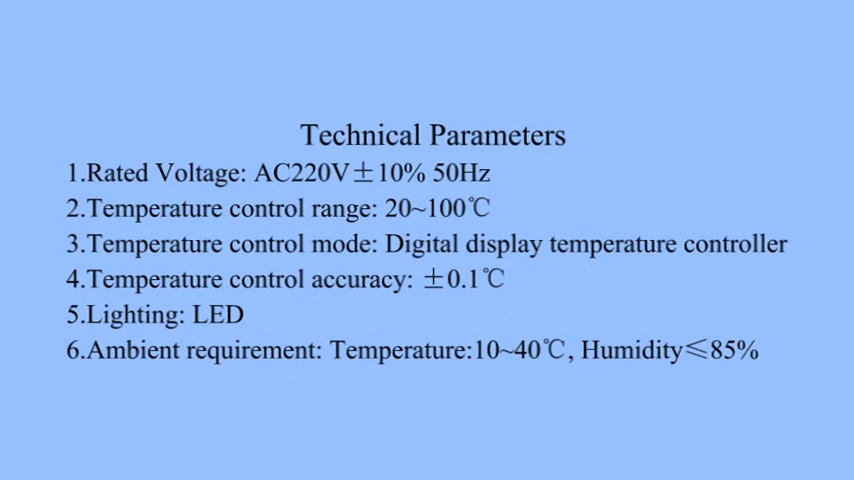 Technical Parameters
1.Rated Voltage: AC220V±10% 50Hz
2.Temperature control range: 20~100℃
3.Temperature control mode: Digital display temperature controller
4.Temperature control accuracy: ±0.1℃
5.Lighting: LED
6.Ambient requirement: Temperature:10~40℃, Humidity≤85%